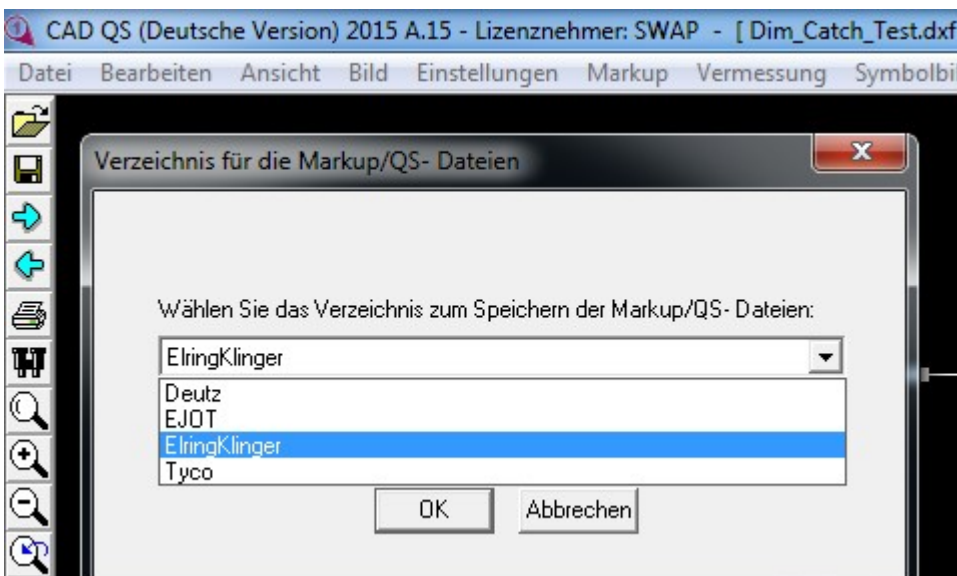 CAD QS (Deutsche Version) 2015 A.15 - Lizenznehmer: SWAP - [ Dim_Catch_Test.dxf
Datei Bearbeiten Ansicht Bild Einstellungen Markup Vermessung Symbolbi
Verzeichnis für die Markup/QS- Dateien
Wählen Sie das Verzeichnis zum Speichern der Markup/QS- Dateien:
ElringKlinger
Deutz
EJOT
ElringKlinger
Tyco
OK Abbrechen